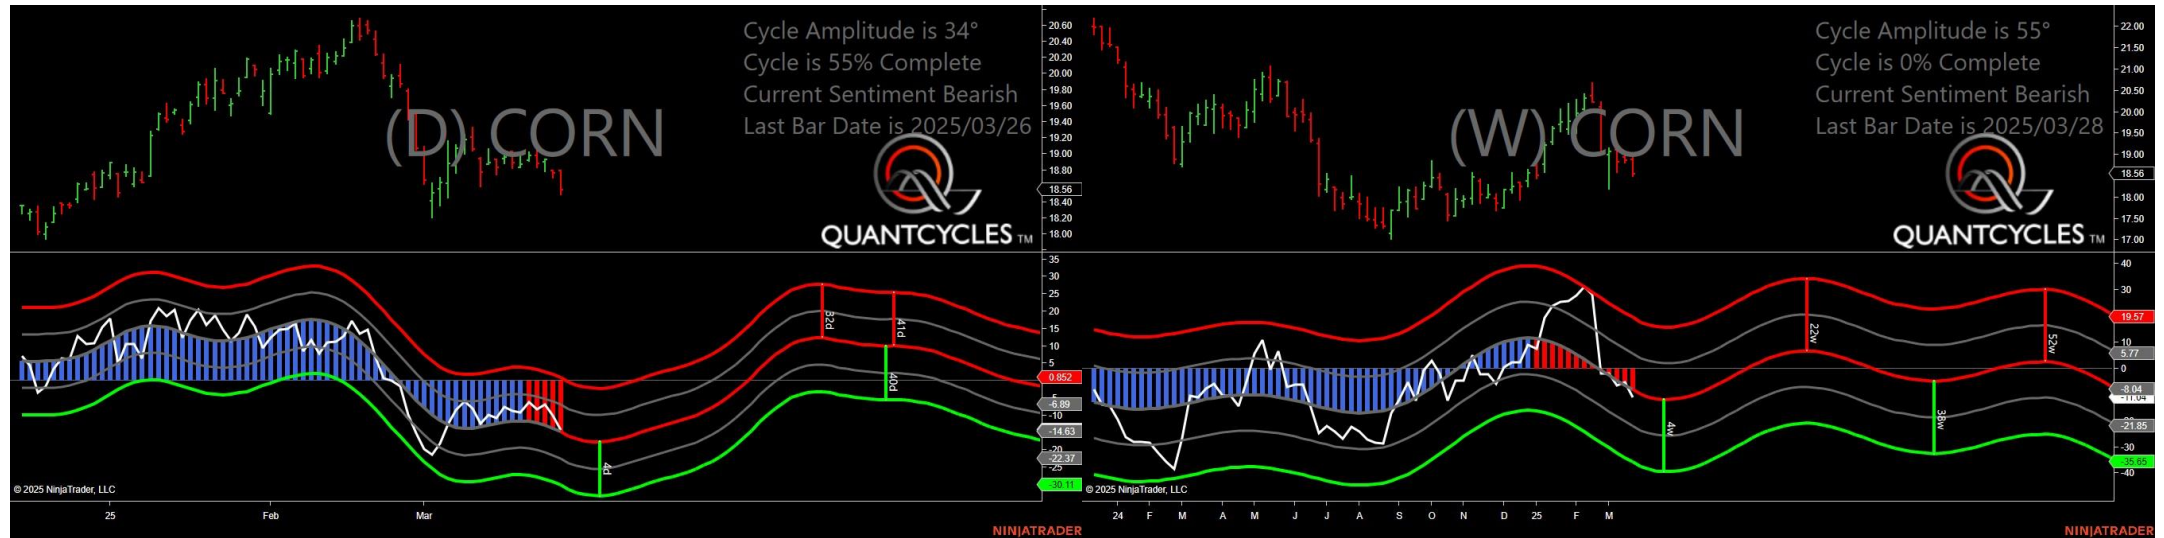 Cycle Amplitude is 34°
Cycle is 55% Complete
Current Sentiment Bearish
Last Bar Date is 2025/03/26
(D) CORN
QUANTCYCLES TM
20.60
20.40
20.20
20.00
19.80
19.60
19.40
19.20
19.00
18.80
18.56
18.40
18.20
18.00
35
30
25
20
15
10
5
0.852
-6.89
-10
-14.63
-20
-22.37
-25
-30.11
32d
41d
40d
4d
© 2025 NinjaTrader, LLC
25 Feb Mar
NINJATRADER
Cycle Amplitude is 55°
Cycle is 0% Complete
Current Sentiment Bearish
Last Bar Date is 2025/03/28
(W) CORN
QUANTCYCLES TM
22.00
21.50
21.00
20.50
20.00
19.50
19.00
18.56
18.00
17.50
17.00
40
30
19.57
10
5.77
0
-8.04
-11.04
-21.85
-30
-35.65
-40
22w
52w
38w
4w
© 2025 NinjaTrader, LLC
24 F M A M J J A S O N D 25 F M
NINJATRADER